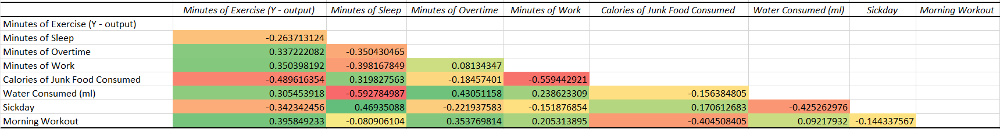 Minutes of Exercise (Y - output) Minutes of Sleep Minutes of Overtime Minutes of Work Calories of Junk Food Consumed Water Consumed (ml) Sickday Morning Workout
Minutes of Exercise (Y - output)
Minutes of Sleep -0.263713124
Minutes of Overtime 0.337222082 -0.350430465
Minutes of Work 0.350398192 -0.398167849 0.08134347
Calories of Junk Food Consumed -0.489616354 0.319827563 -0.18457401 -0.559442921
Water Consumed (ml) 0.305453918 -0.592784987 0.43051158 0.238623309 -0.156384805
Sickday -0.342342456 0.46935088 -0.221937583 -0.151876854 0.170612683 -0.425262976
Morning Workout 0.395849233 -0.080906104 0.353769814 0.205313895 -0.404508405 0.09217932 -0.144337567